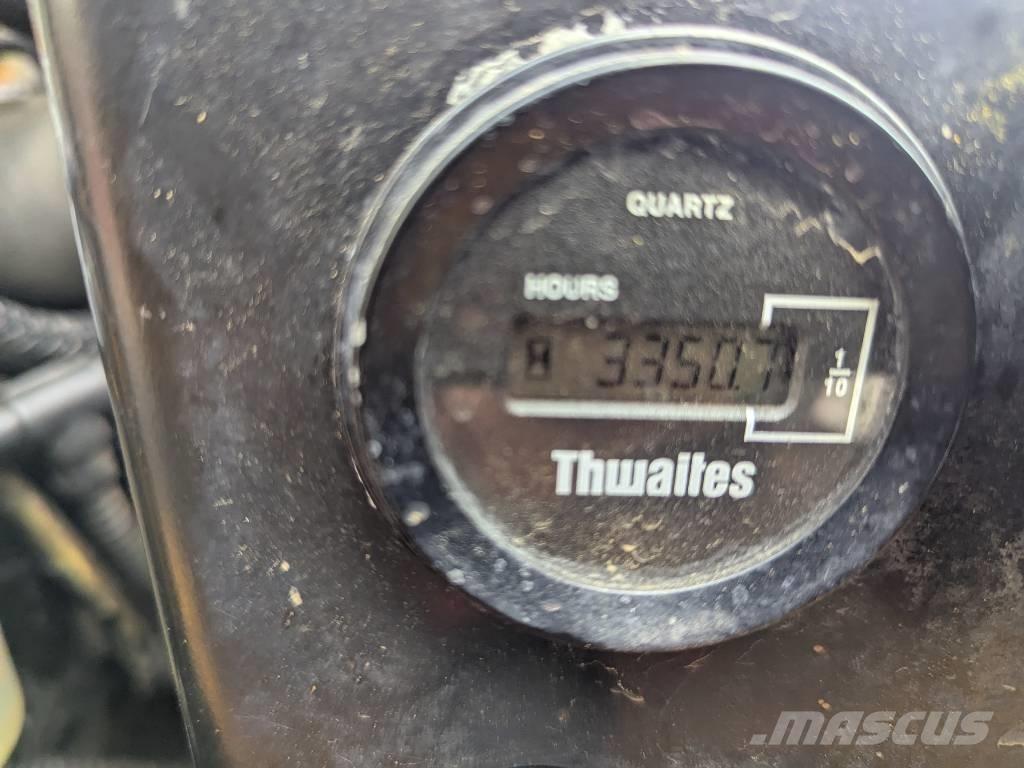 QUARTZ
HOURS
3350.7
1/10
Thwaites
MASCUS